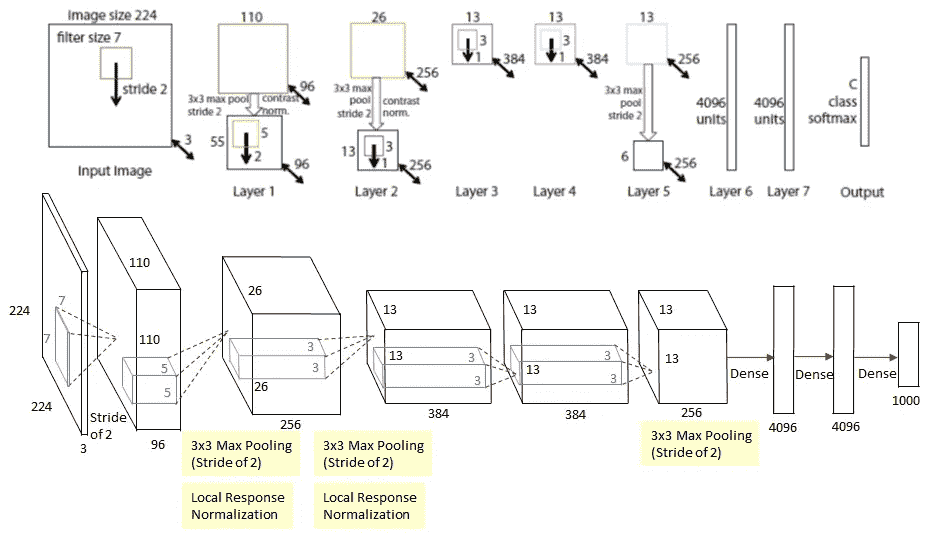 Image size 224
110
26
13
13
13
filter size 7
stride 2
3
1
384
3
1
384
C
class
softmax
96
256
256
3x3 max pool
stride 2
contrast
norm.
3x3 max
pool
stride 2
contrast
norm.
3x3 max
pool
stride 2
4096
units
4096
units
55
5
2
96
13
3
1
256
6
256
3
Input Image
Layer 1
Layer 2
Layer 3
Layer 4
Layer 5
Layer 6
Layer 7
Output
110
26
13
13
13
224
7
7
110
5
5
3
3
26
13
3
3
13
3
3
13
224
Stride
of 2
3
96
256
384
384
256
Dense
Dense
Dense
4096
4096
1000
3x3 Max Pooling
(Stride of 2)
3x3 Max Pooling
(Stride of 2)
3x3 Max Pooling
(Stride of 2)
Local Response
Normalization
Local Response
Normalization